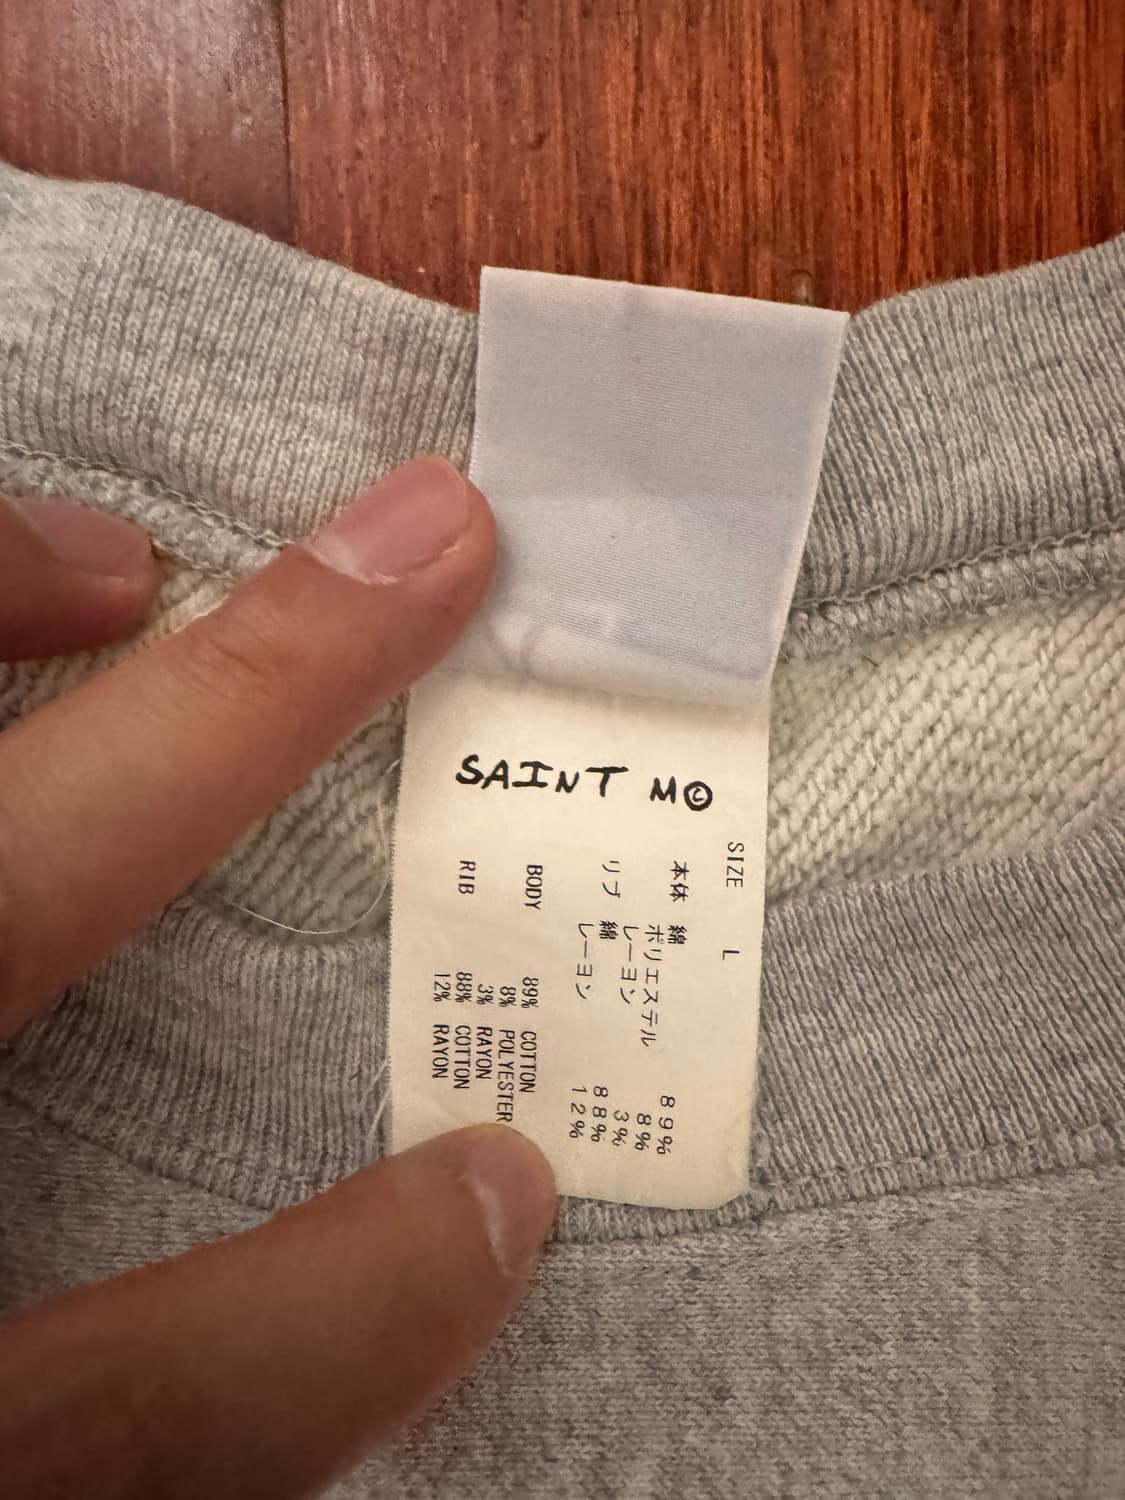 SAINT M©
SIZE L
本体 綿 89%
ポリエステル 8%
レーヨン 3%
リブ 綿 88%
レーヨン 12%
BODY 89% COTTON
8% POLYESTER
3% RAYON
RIB 88% COTTON
12% RAYON